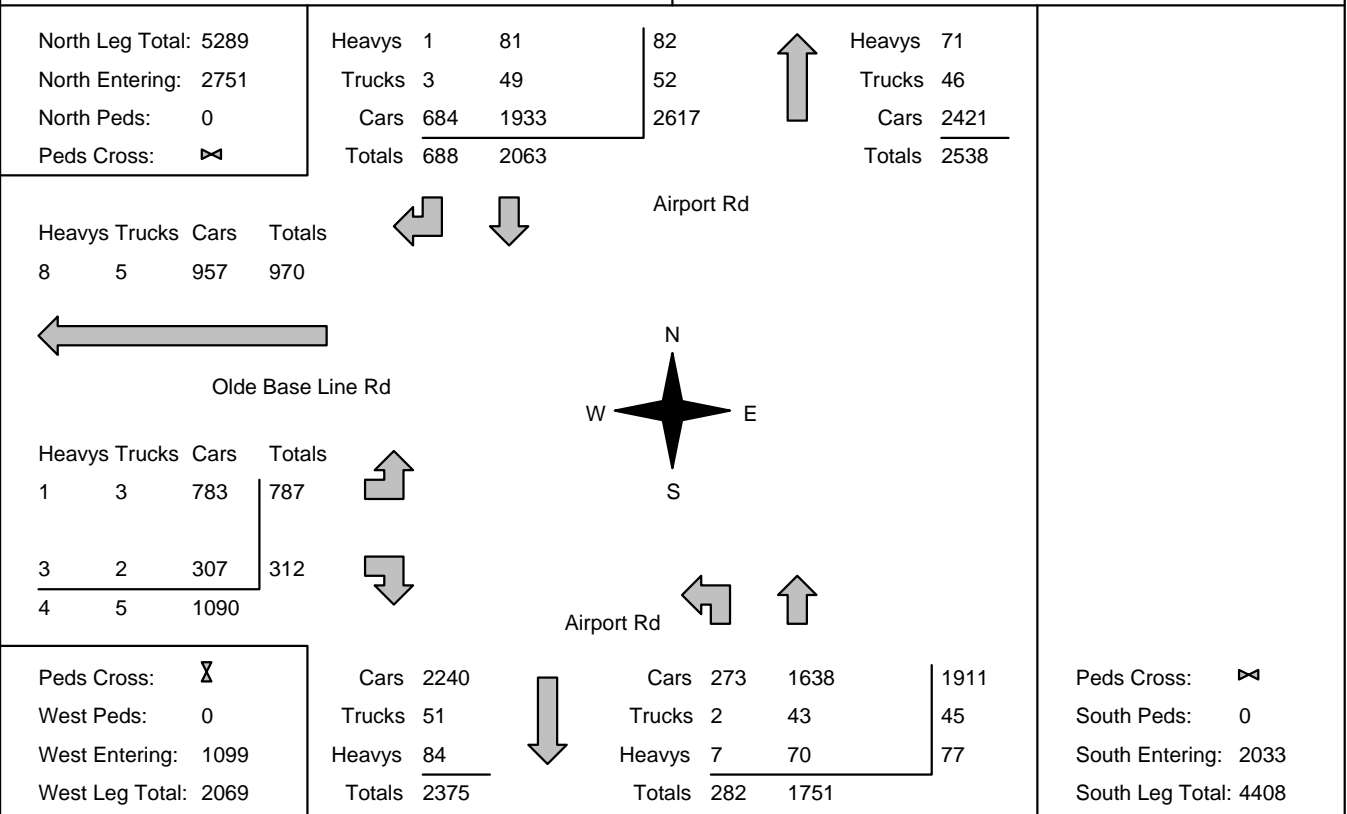 North Leg Total: 5289 Heavys 1 81 82 Heavys 71
North Entering: 2751 Trucks 3 49 52 Trucks 46
North Peds: 0 Cars 684 1933 2617 Cars 2421
Peds Cross: Totals 688 2063 Totals 2538
Airport Rd
Heavys Trucks Cars Totals
8 5 957 970
N
Olde Base Line Rd
W E
Heavys Trucks Cars Totals
1 3 783 787
S
3 2 307 312
4 5 1090
Airport Rd
Peds Cross: Cars 2240 Cars 273 1638 1911 Peds Cross:
West Peds: 0 Trucks 51 Trucks 2 43 45 South Peds: 0
West Entering: 1099 Heavys 84 Heavys 7 70 77 South Entering: 2033
West Leg Total: 2069 Totals 2375 Totals 282 1751 South Leg Total: 4408